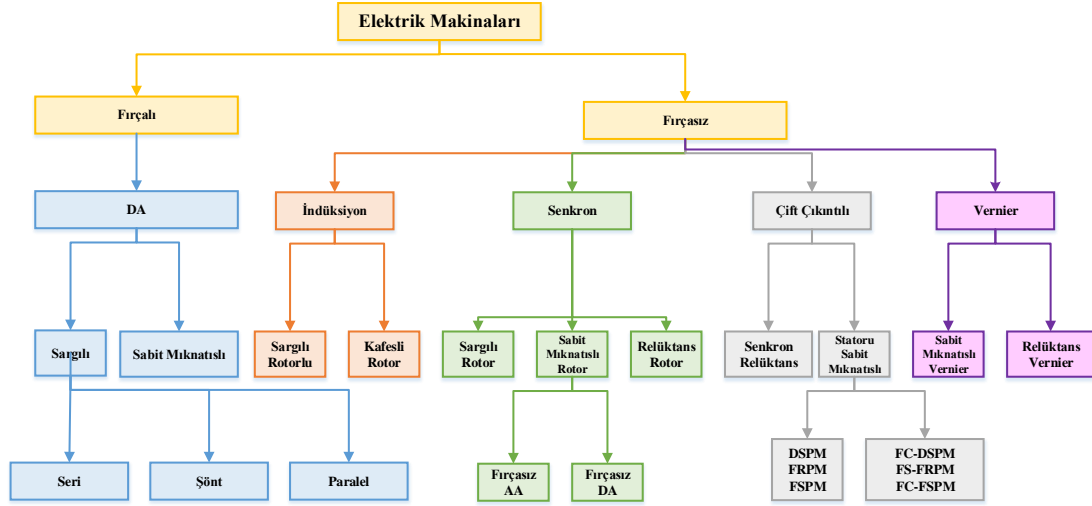 Elektrik Makinaları
Fırçalı
Fırçasız
DA
İndüksiyon
Senkron
Çift Çıkıntılı
Vernier
Sargılı
Sabit Mıknatıslı
Sargılı
Rotorlu
Kafesli
Rotor
Sargılı
Rotor
Sabit
Mıknatıslı
Rotor
Relüktans
Rotor
Senkron
Relüktans
Statoru
Sabit
Mıknatıslı
Sabit
Mıknatıslı
Vernier
Relüktans
Vernier
Seri
Şönt
Paralel
Fırçasız
AA
Fırçasız
DA
DSPM
FRPM
FSPM
FC-DSPM
FS-FRPM
FC-FSPM